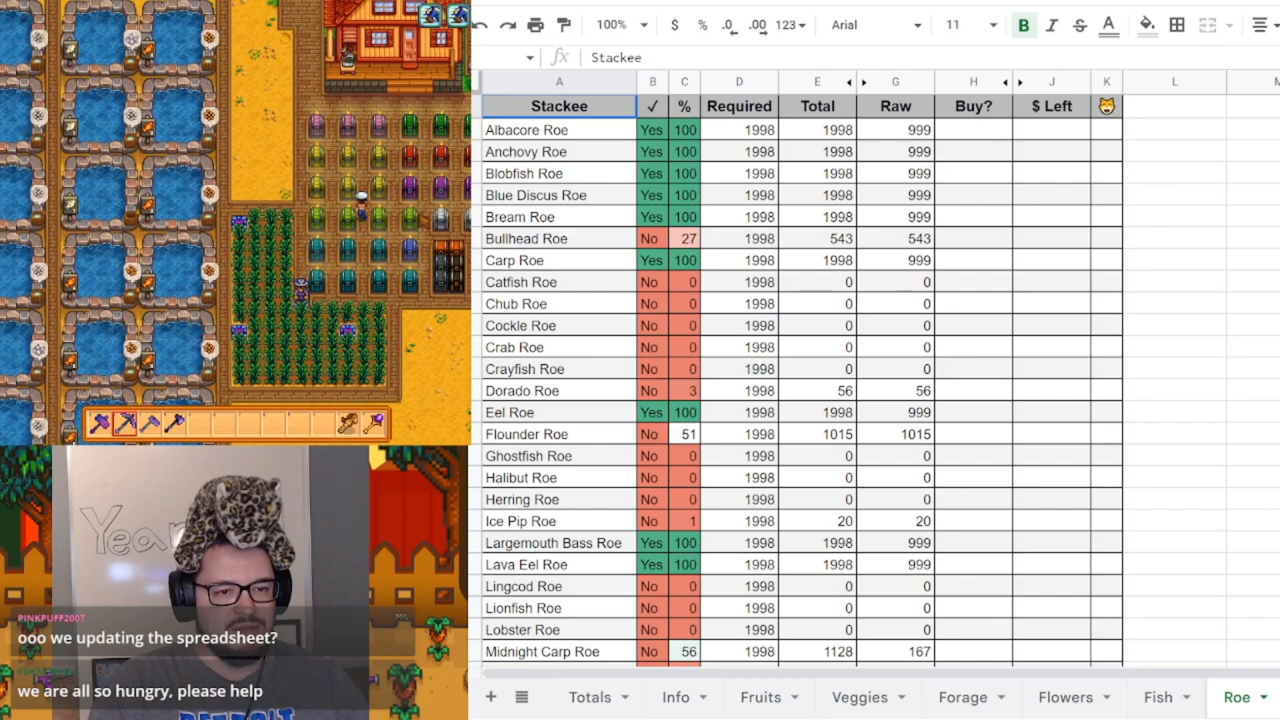 100% $ % .0 .00 123 Arial 11 B I S A
fx Stackee
A B C D E G H J K L M
Stackee ✓ % Required Total Raw Buy? $ Left
Albacore Roe Yes 100 1998 1998 999
Anchovy Roe Yes 100 1998 1998 999
Blobfish Roe Yes 100 1998 1998 999
Blue Discus Roe Yes 100 1998 1998 999
Bream Roe Yes 100 1998 1998 999
Bullhead Roe No 27 1998 543 543
Carp Roe Yes 100 1998 1998 999
Catfish Roe No 0 1998 0 0
Chub Roe No 0 1998 0 0
Cockle Roe No 0 1998 0 0
Crab Roe No 0 1998 0 0
Crayfish Roe No 0 1998 0 0
Dorado Roe No 3 1998 56 56
Eel Roe Yes 100 1998 1998 999
Flounder Roe No 51 1998 1015 1015
Ghostfish Roe No 0 1998 0 0
Halibut Roe No 0 1998 0 0
Herring Roe No 0 1998 0 0
Ice Pip Roe No 1 1998 20 20
Largemouth Bass Roe Yes 100 1998 1998 999
Lava Eel Roe Yes 100 1998 1998 999
Lingcod Roe No 0 1998 0 0
Lionfish Roe No 0 1998 0 0
Lobster Roe No 0 1998 0 0
Midnight Carp Roe No 56 1998 1128 167
Totals Info Fruits Veggies Forage Flowers Fish Roe
Year
PINKPUFF2007
ooo we updating the spreadsheet?
we are all so hungry, please help